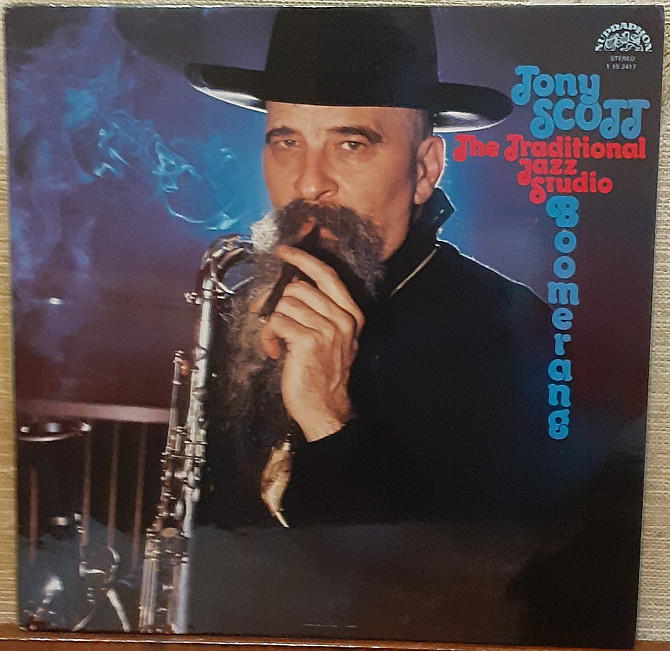 SUPRAPHON
STEREO
1 15 2417
Tony
SCOTT
The Traditional
Jazz
Studio
Boomerang